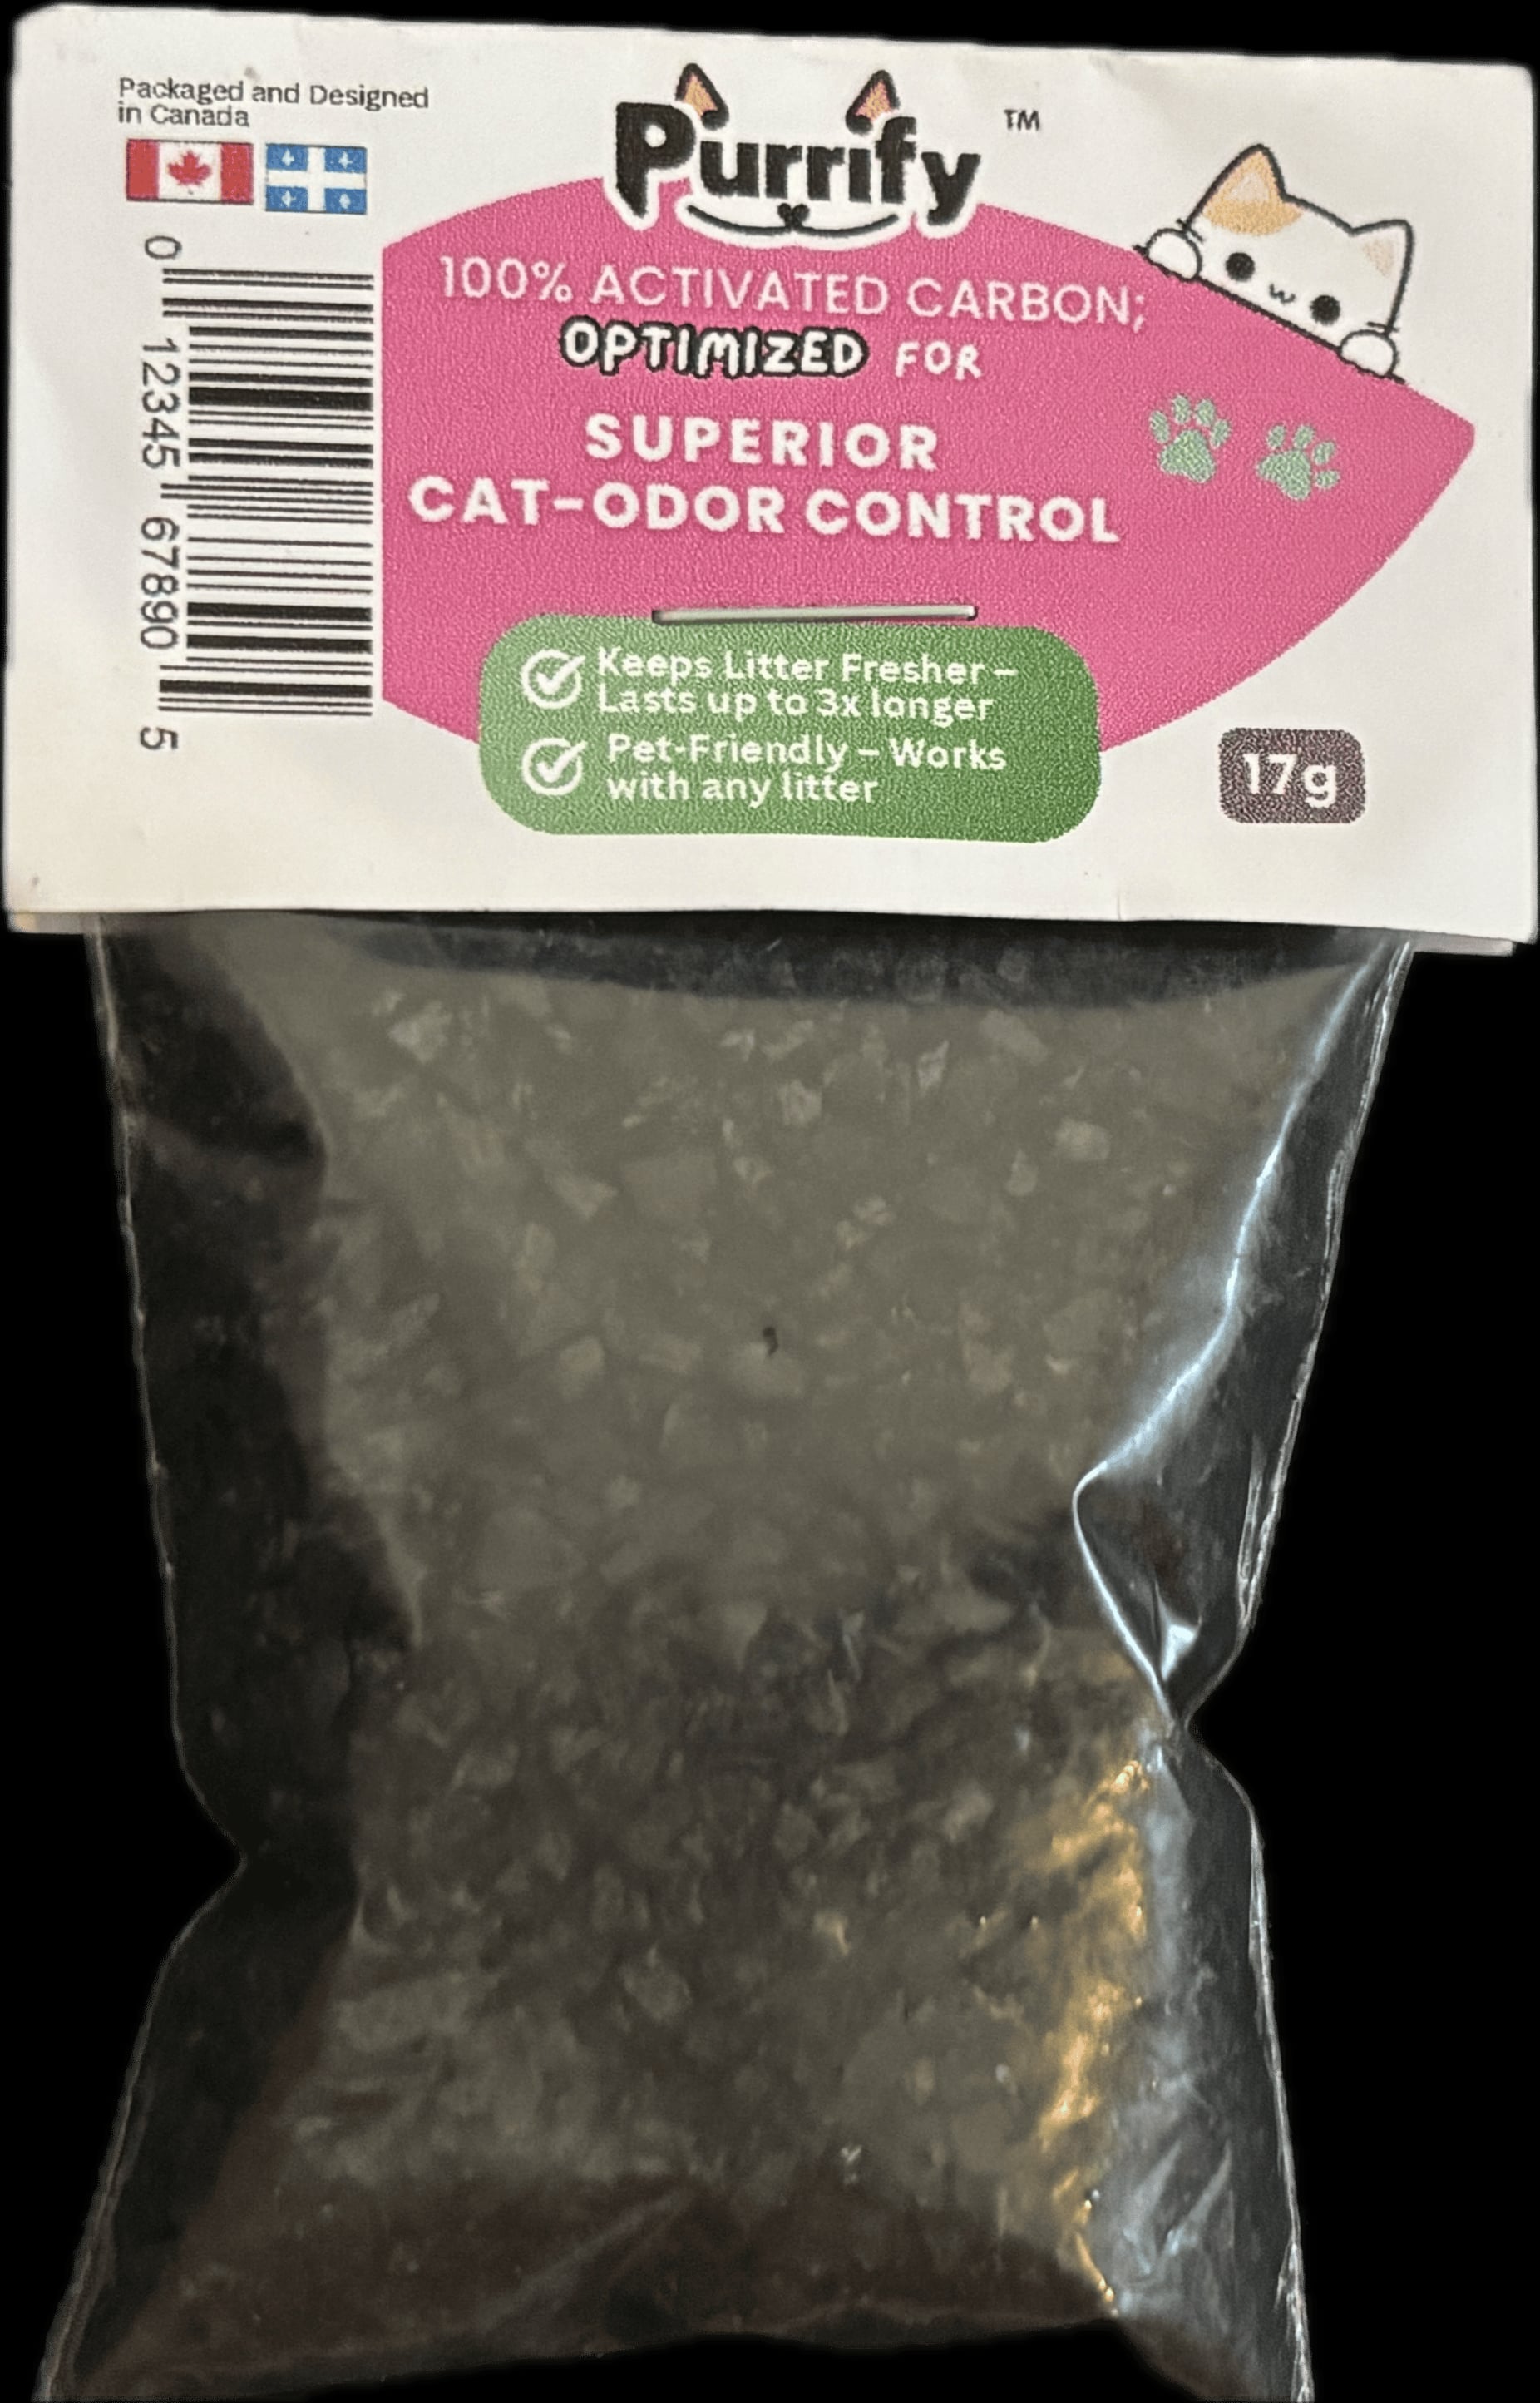 Packaged and Designed
in Canada
Purrify
TM
100% ACTIVATED CARBON;
OPTIMIZED FOR
SUPERIOR
CAT-ODOR CONTROL
Keeps Litter Fresher –
Lasts up to 3x longer
Pet-Friendly – Works
with any litter
17g
0 12345 67890 5